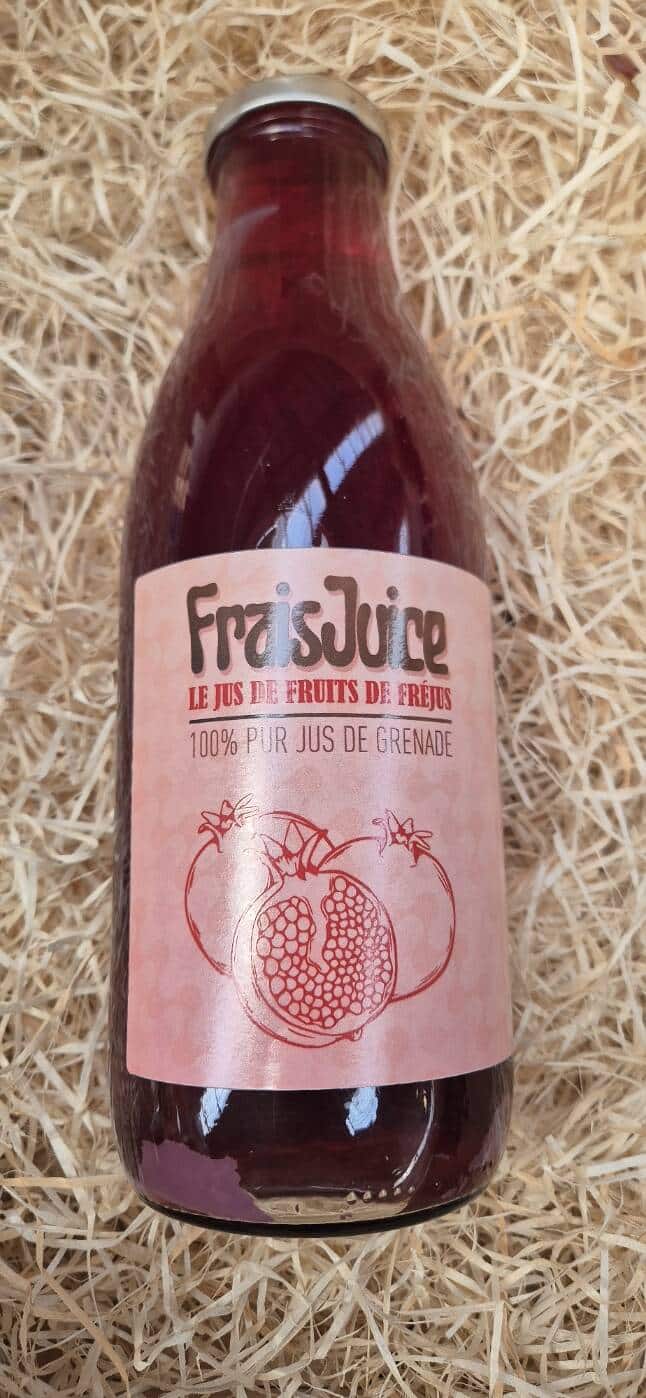 FraisJuice
LE JUS DE FRUITS DE FRÉJUS
100% PUR JUS DE GRENADE